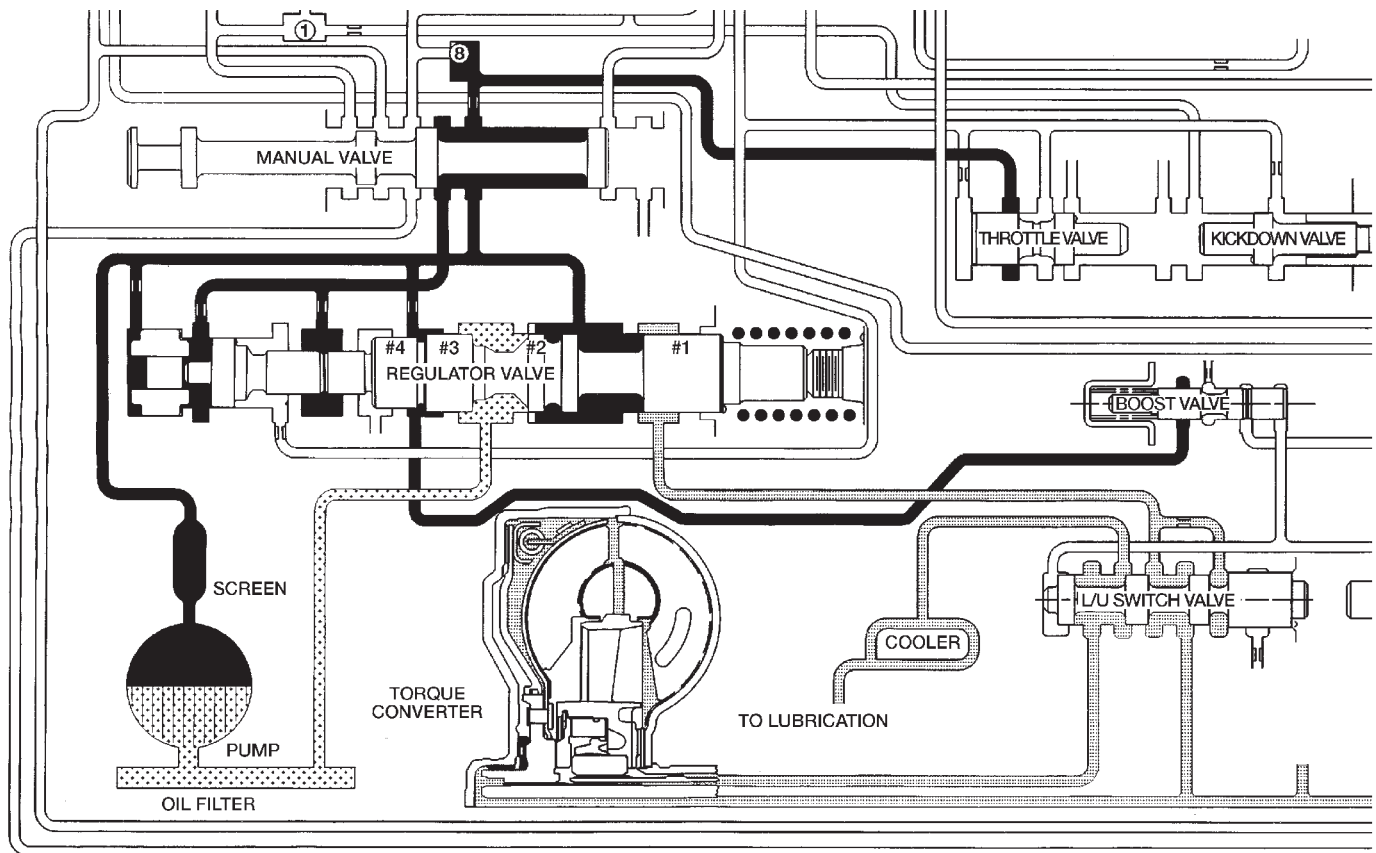 1
8
MANUAL VALVE
THROTTLE VALVE
KICKDOWN VALVE
#4
#3
#2
#1
REGULATOR VALVE
BOOST VALVE
SCREEN
L/U SWITCH VALVE
COOLER
TORQUE
CONVERTER
TO LUBRICATION
PUMP
OIL FILTER